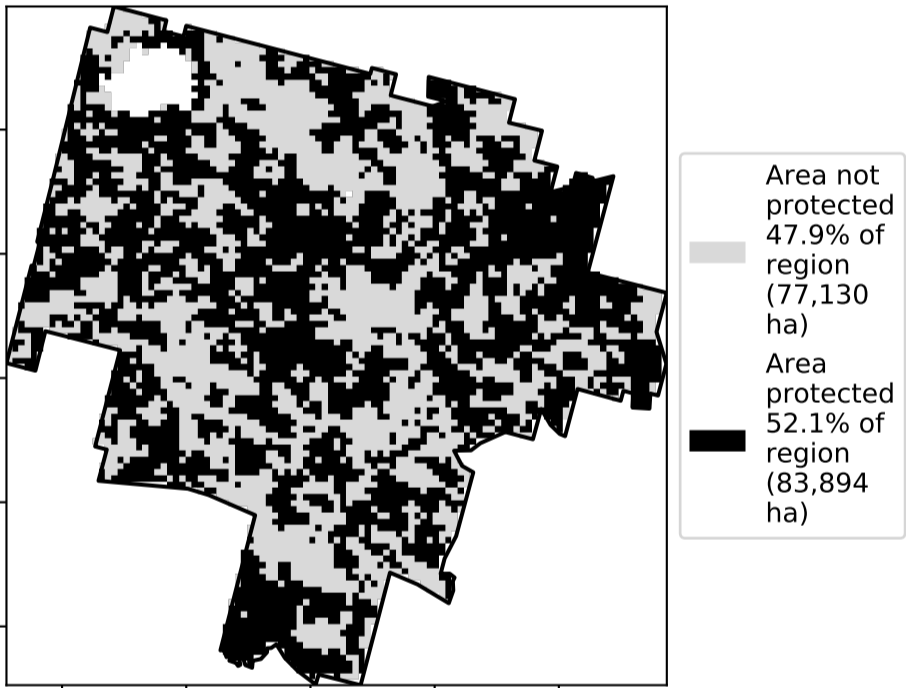 Area not
protected
47.9% of
region
(77,130
ha)
Area
protected
52.1% of
region
(83,894
ha)